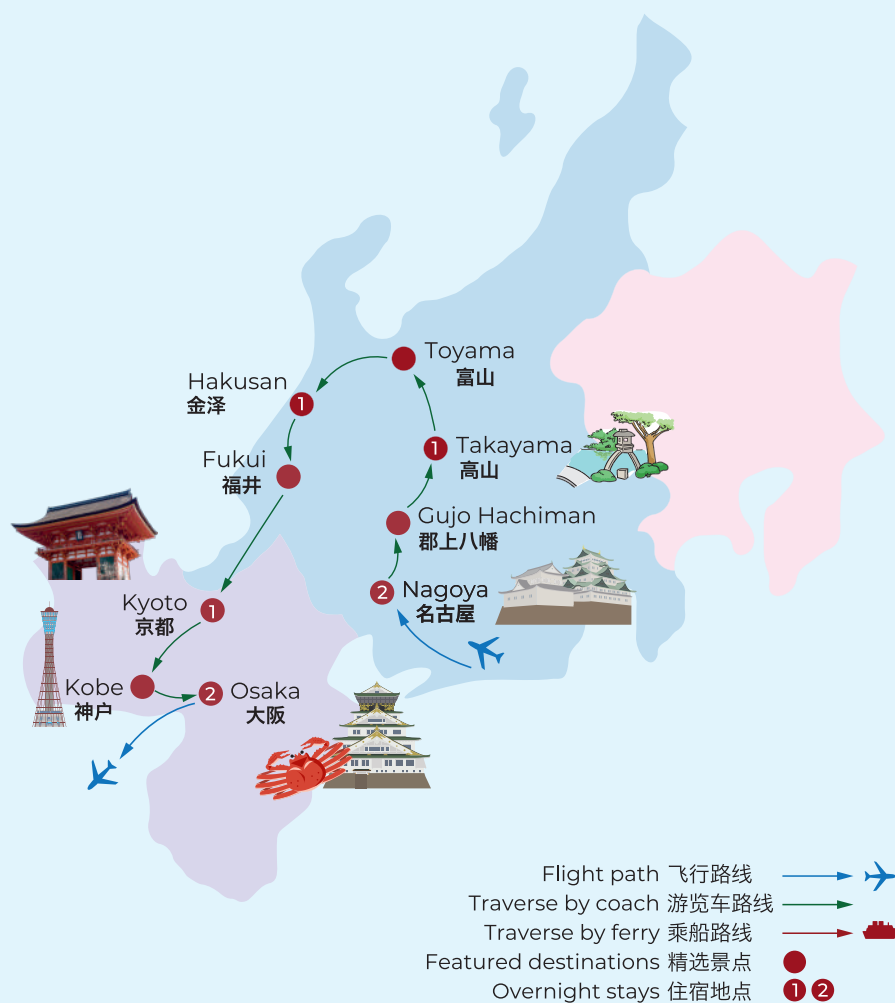 Toyama
富山
Hakusan
金泽
1
Fukui
福井
1
Takayama
高山
Gujo Hachiman
郡上八幡
2
Nagoya
名古屋
Kyoto
京都
1
Kobe
神户
2
Osaka
大阪
Flight path 飞行路线
Traverse by coach 游览车路线
Traverse by ferry 乘船路线
Featured destinations 精选景点
Overnight stays 住宿地点 1 2